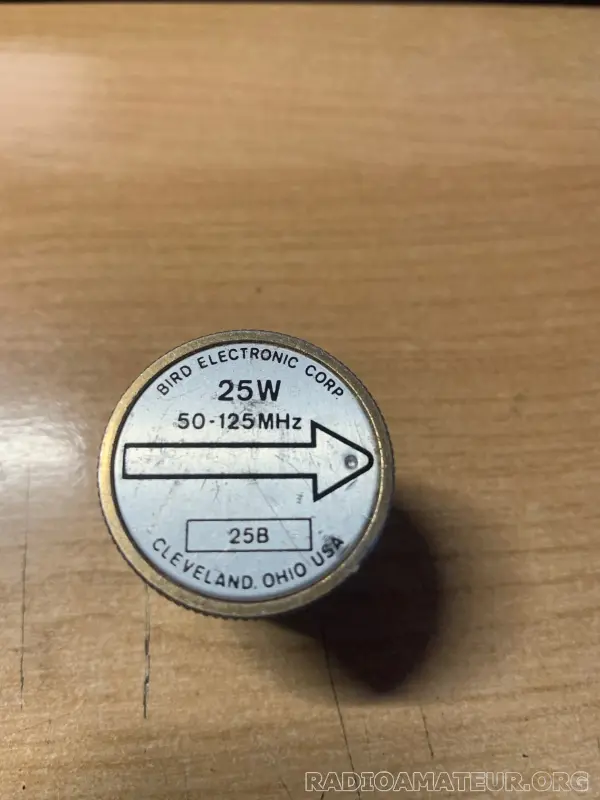 BIRD ELECTRONIC CORP.
25W
50-125MHz
25B
CLEVELAND, OHIO USA
RADIOAMATEUR.ORG